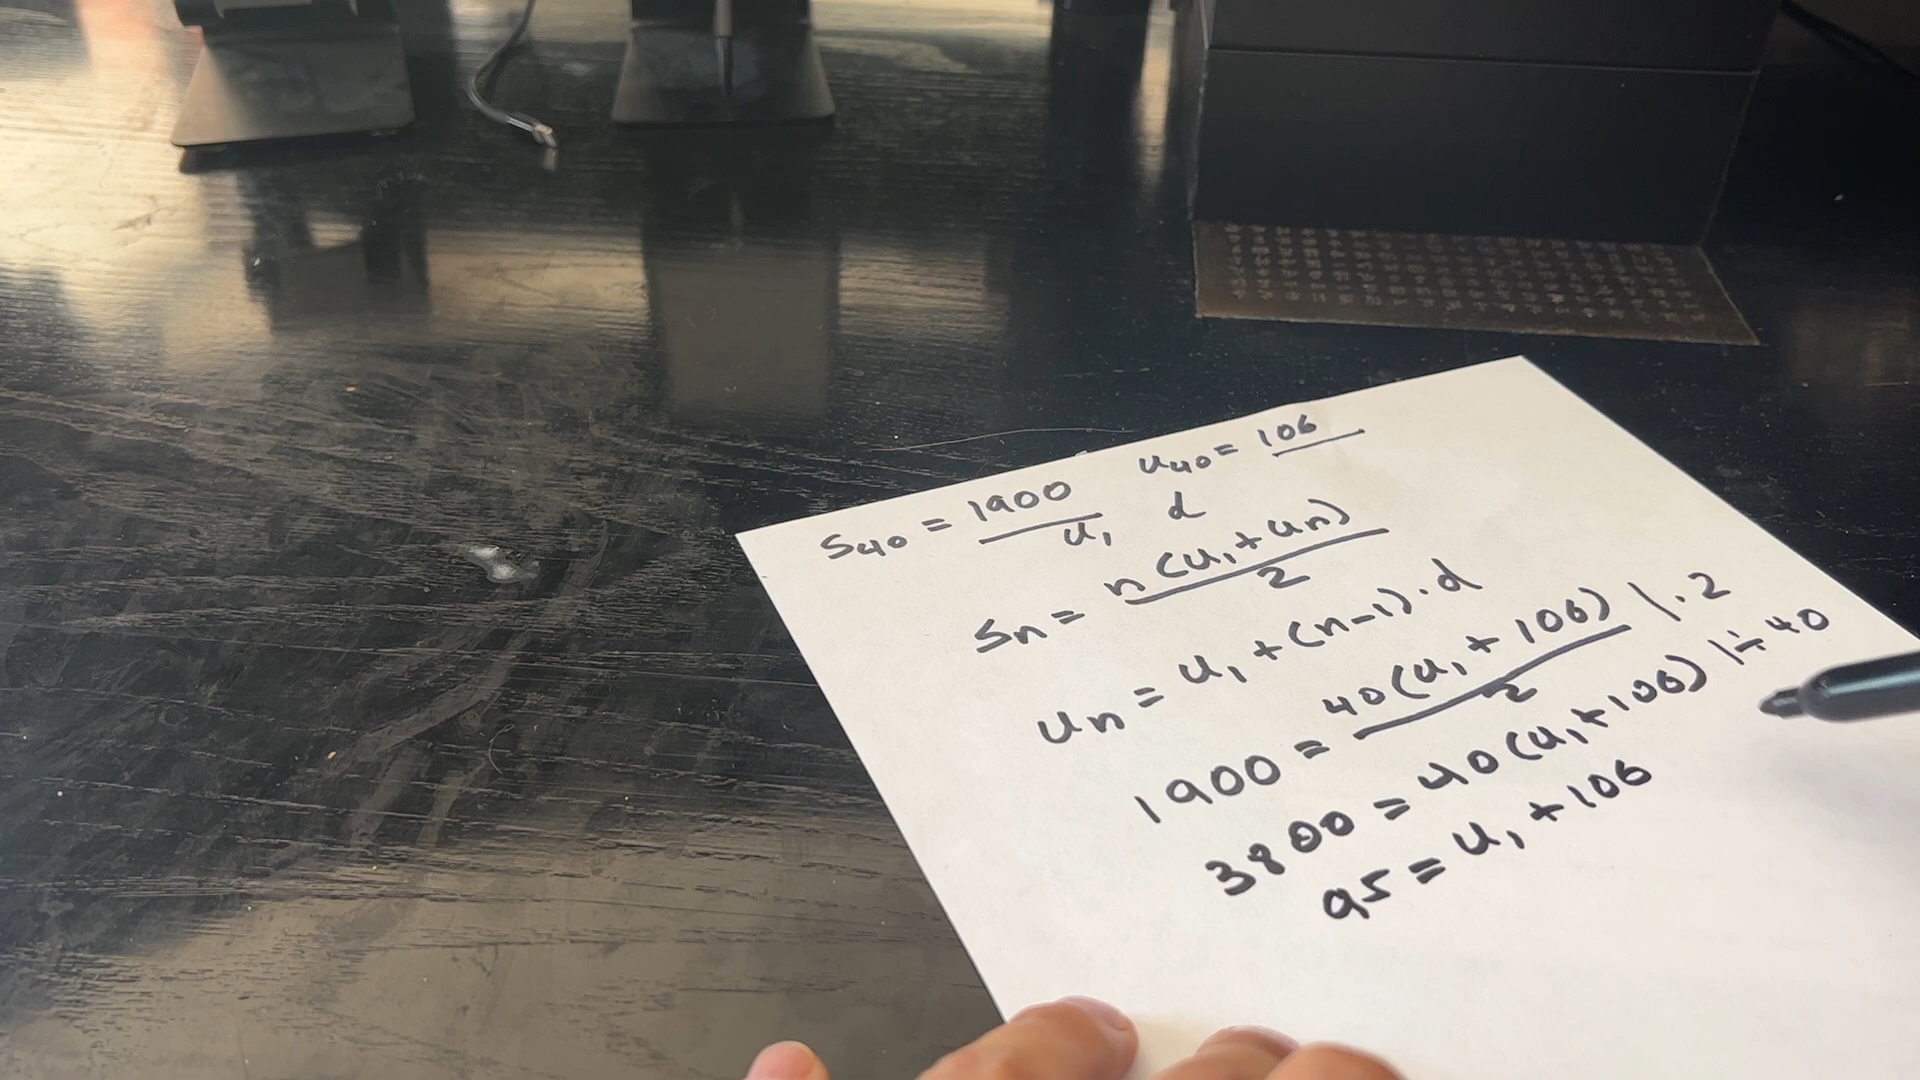 S40 = 1900 u40 = 106
u1 d
Sn = n(u1 + un) / 2
un = u1 + (n-1)·d
1900 = 40(u1 + 106) / 2 |·2
3800 = 40(u1 + 106) |÷40
95 = u1 + 106